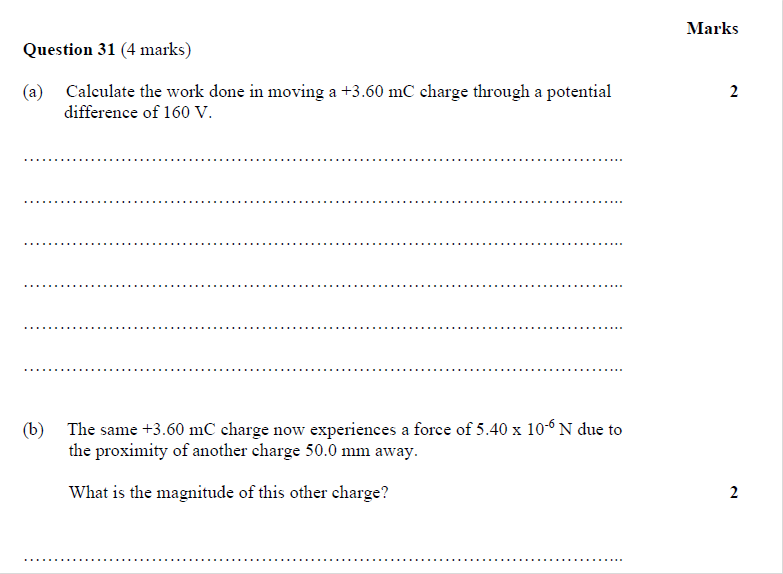 Marks
Question 31 (4 marks)
(a) Calculate the work done in moving a +3.60 mC charge through a potential 2
difference of 160 V.
(b) The same +3.60 mC charge now experiences a force of 5.40 x 10⁻⁶ N due to
the proximity of another charge 50.0 mm away.
What is the magnitude of this other charge? 2